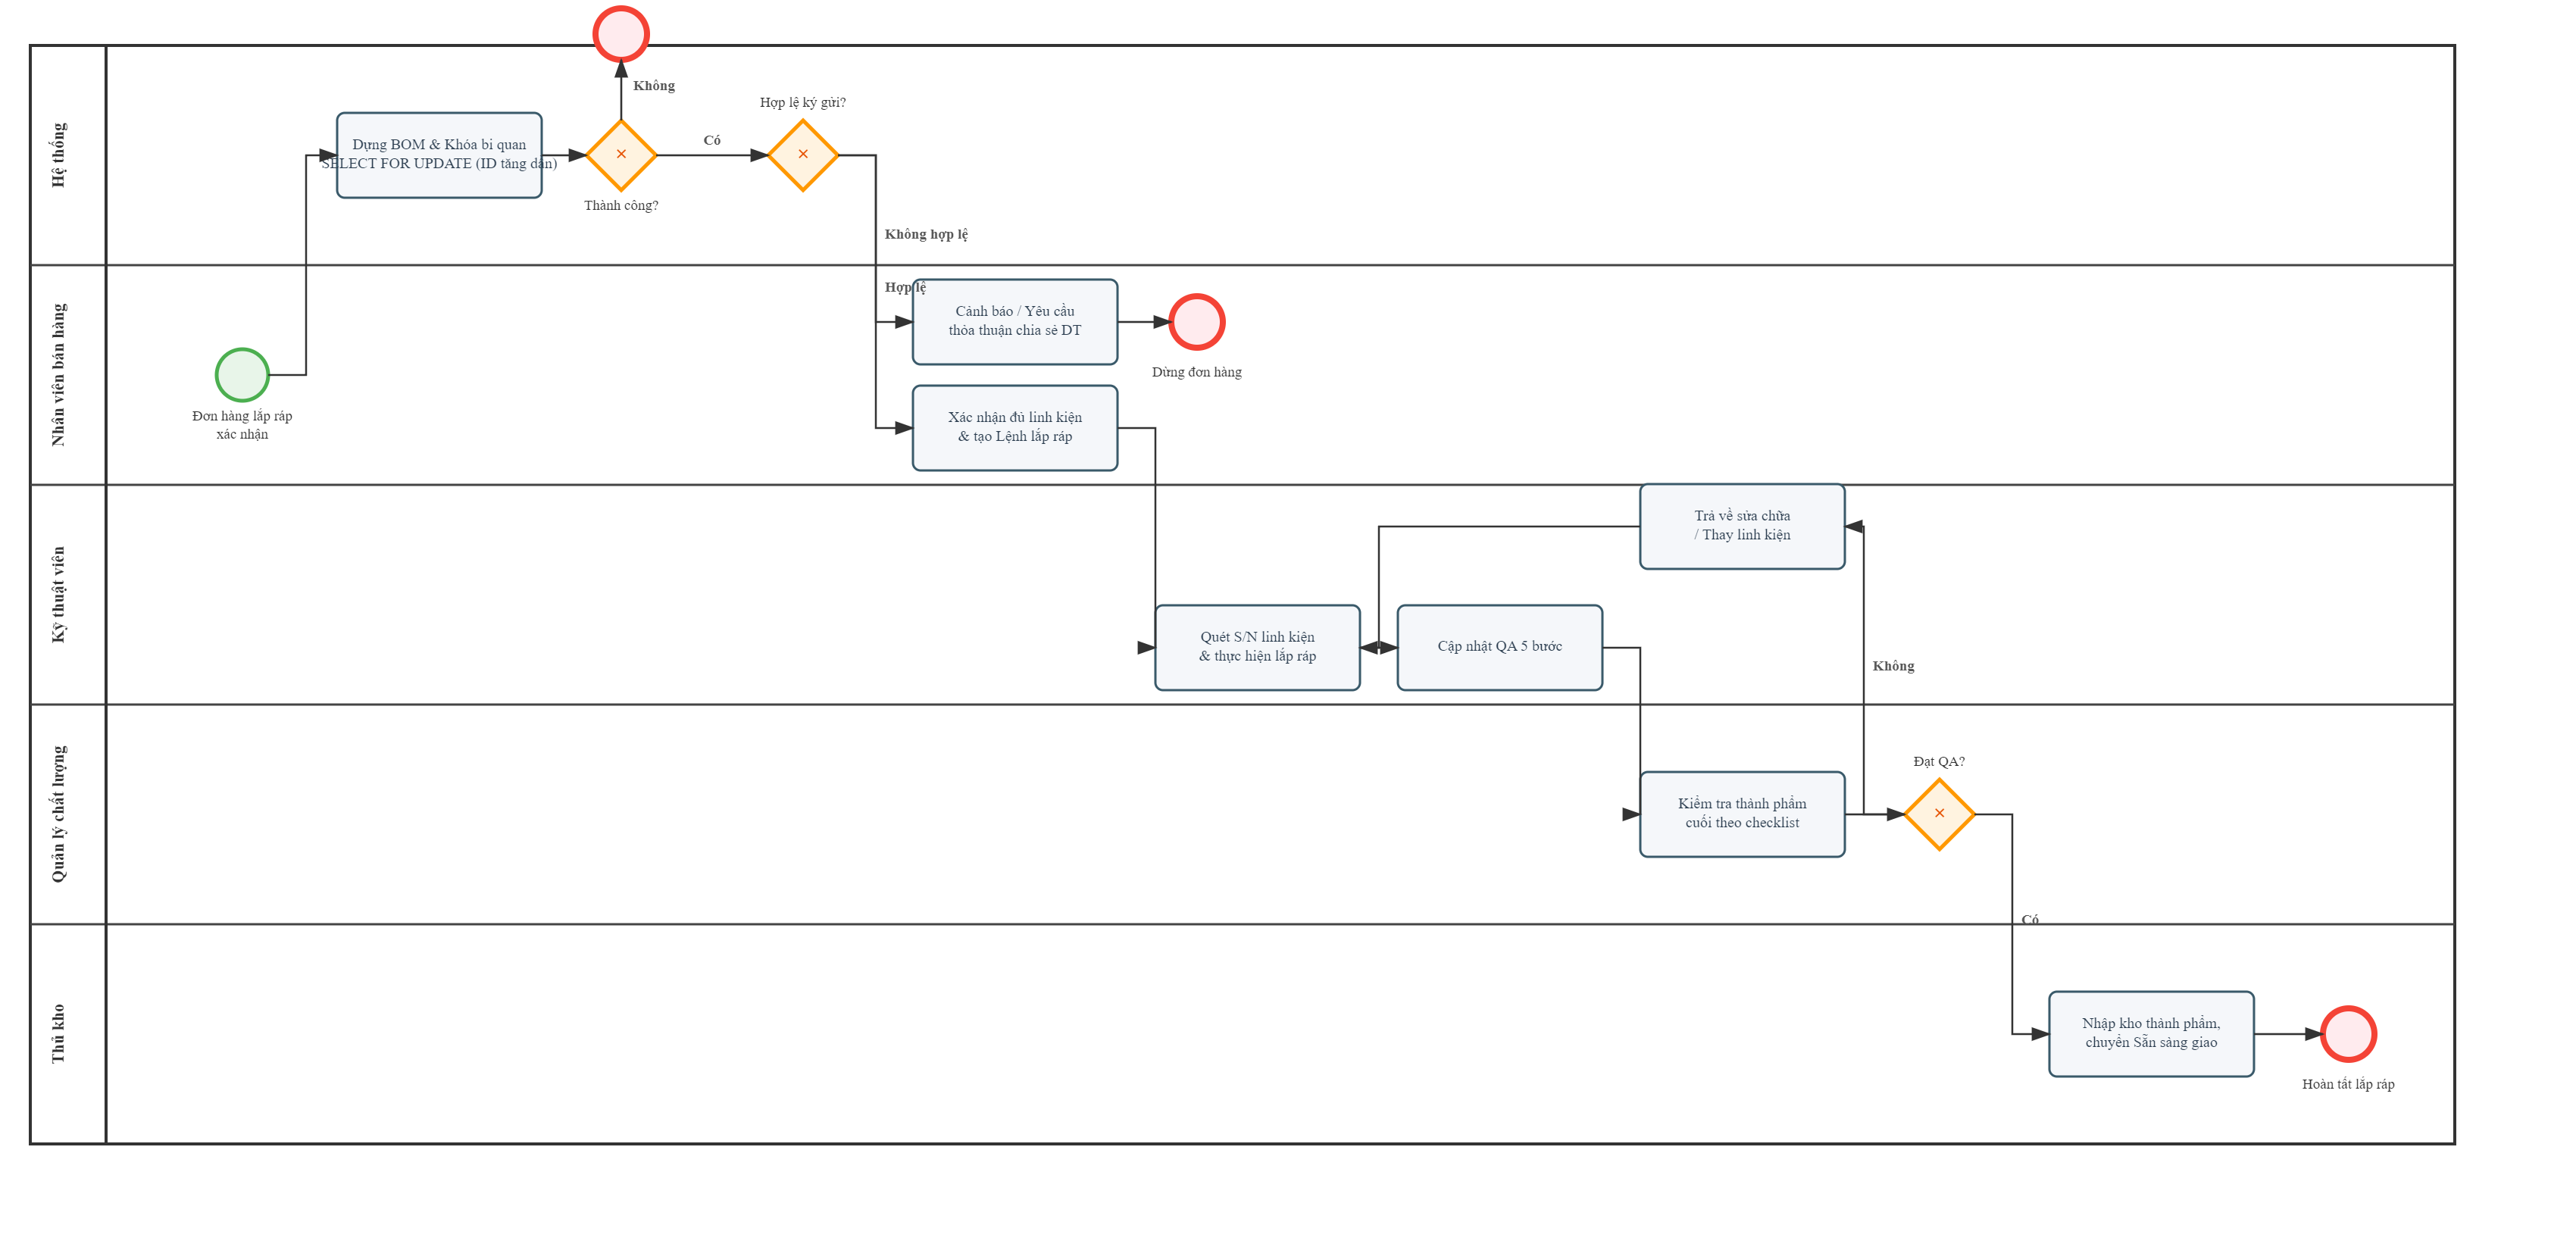 Hệ thống
Không
Hợp lệ ký gửi?
Dựng BOM & Khóa bi quan
SELECT FOR UPDATE (ID tăng dần)
×
Có
×
Thành công?
Không hợp lệ
Nhân viên bán hàng
Hợp lệ
Cảnh báo / Yêu cầu
thỏa thuận chia sẻ DT
Dừng đơn hàng
Đơn hàng lắp ráp
xác nhận
Xác nhận đủ linh kiện
& tạo Lệnh lắp ráp
Kỹ thuật viên
Trả về sửa chữa
/ Thay linh kiện
Quét S/N linh kiện
& thực hiện lắp ráp
Cập nhật QA 5 bước
Không
Quản lý chất lượng
Đạt QA?
Kiểm tra thành phẩm
cuối theo checklist
×
Có
Thủ kho
Nhập kho thành phẩm,
chuyển Sẵn sàng giao
Hoàn tất lắp ráp